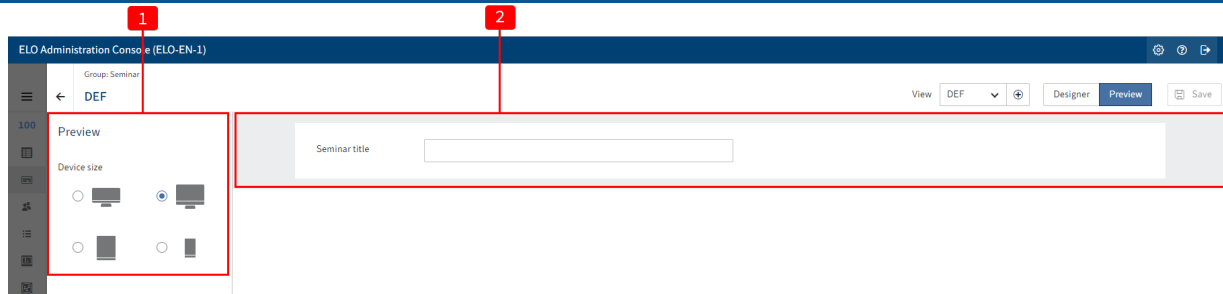 1
2
ELO Administration Console (ELO-EN-1)
Group: Seminar
DEF
View DEF Designer Preview Save
100
Preview
Device size
Seminar title